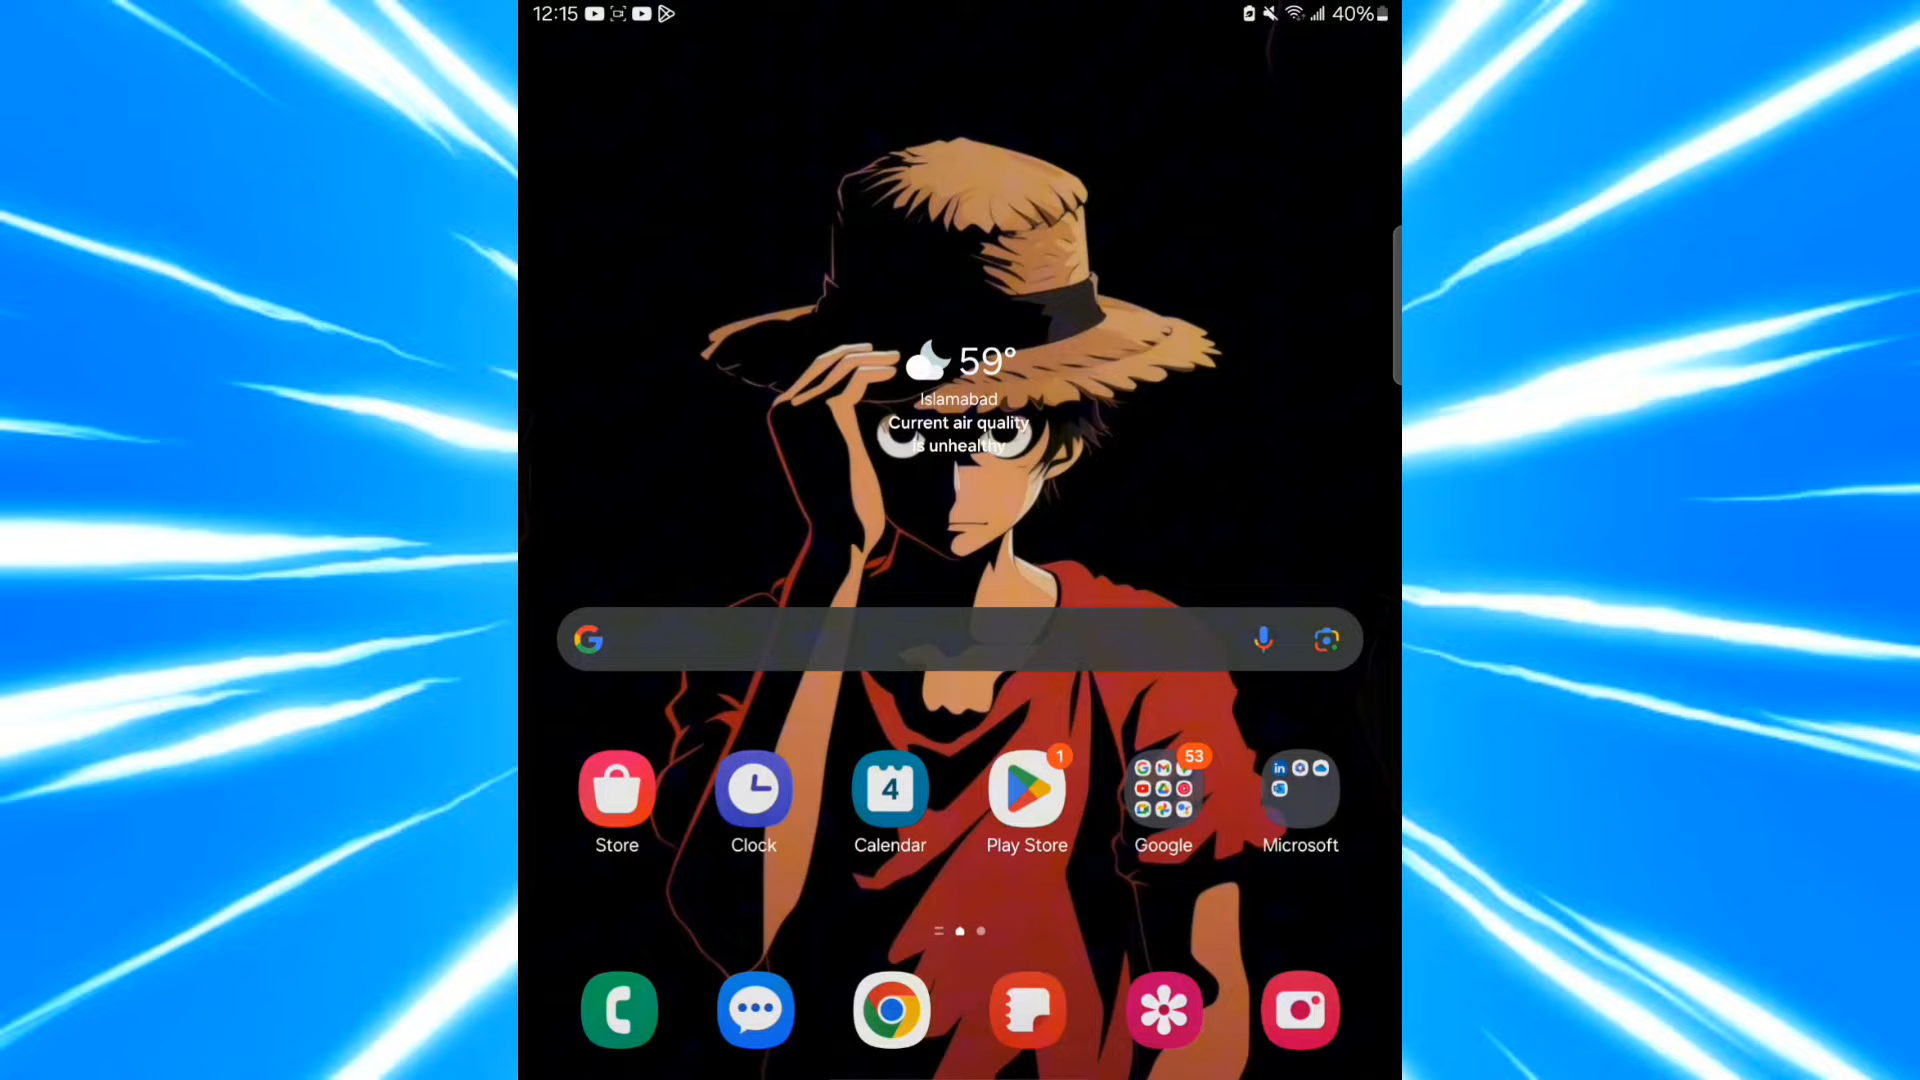 12:15
40%
59°
Islamabad
Current air quality
is unhealthy
4
1
53
in
Store
Clock
Calendar
Play Store
Google
Microsoft